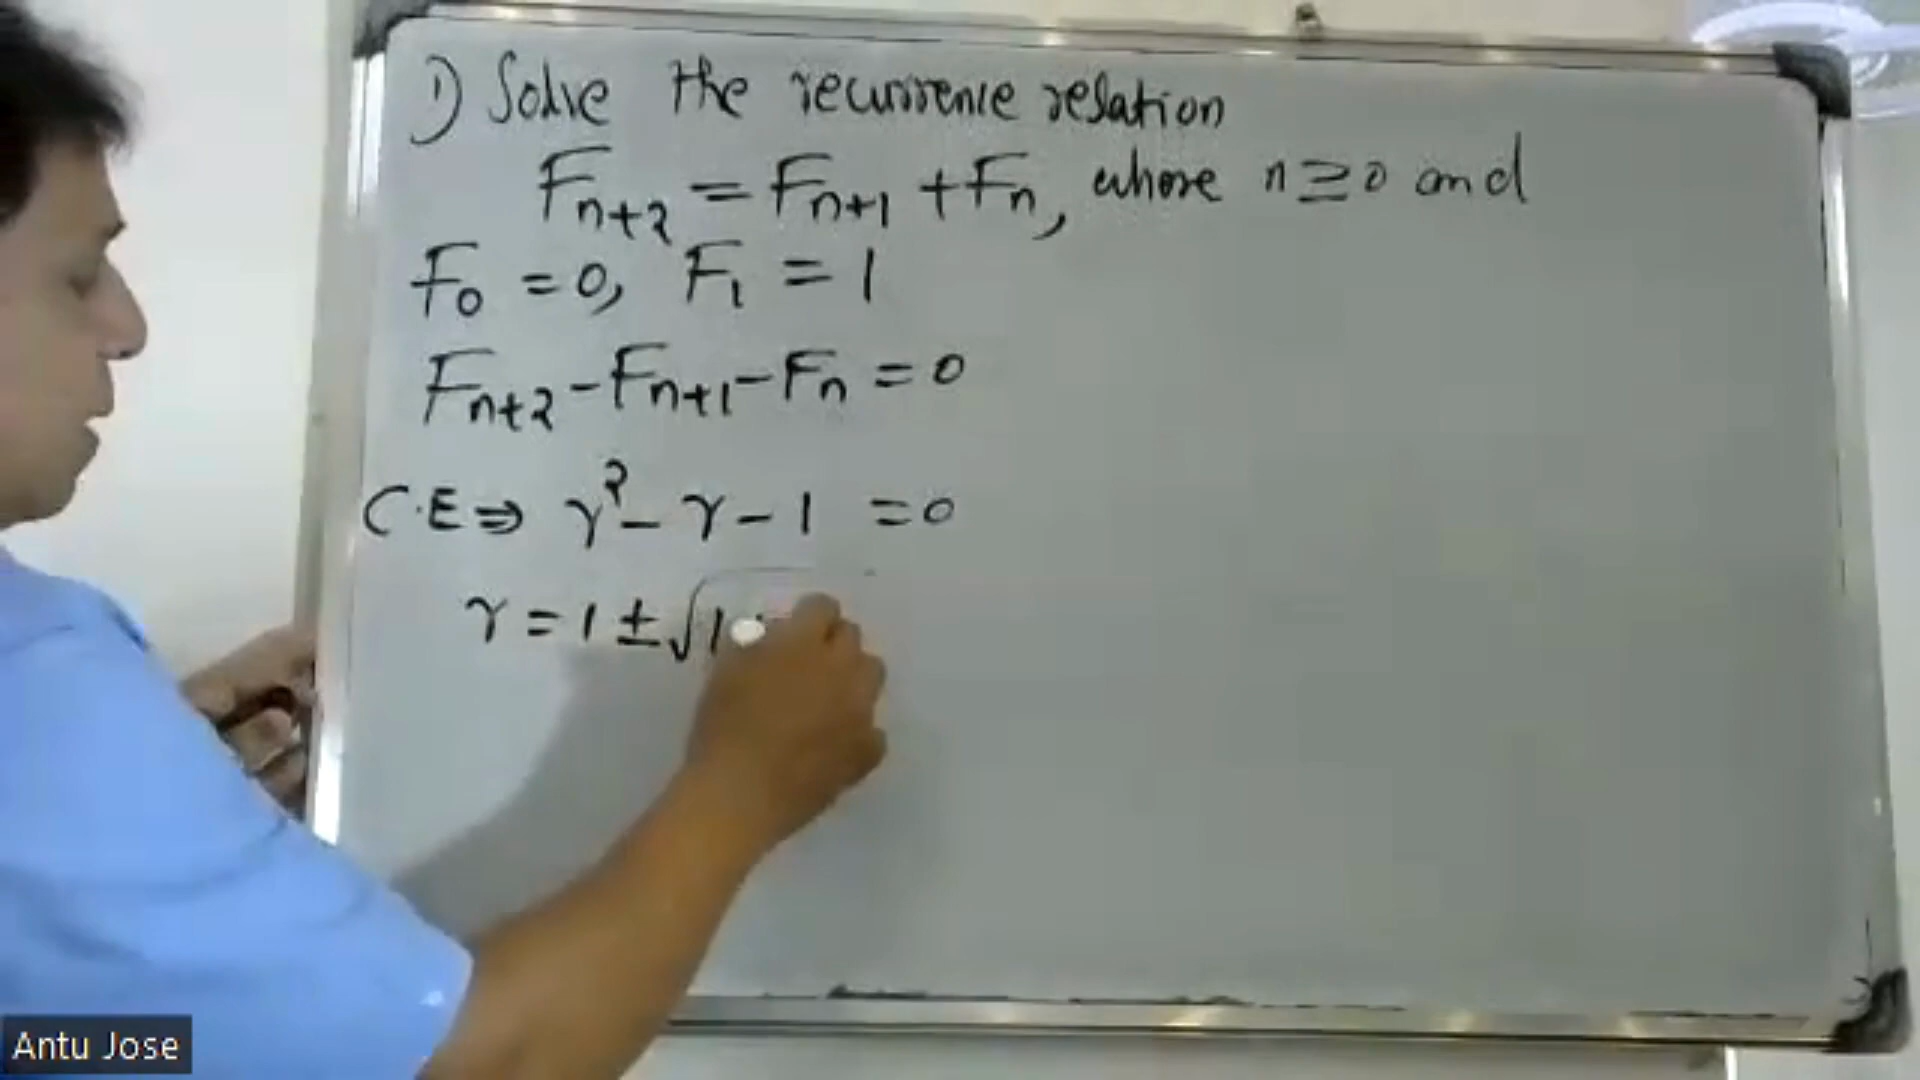 1) Solve the recurrence relation
Fₙ₊₂ = Fₙ₊₁ + Fₙ, where n ≥ 0 and
F₀ = 0, F₁ = 1
Fₙ₊₂ - Fₙ₊₁ - Fₙ = 0
C.E ⇒ r² - r - 1 = 0
r = 1 ± √1
Antu Jose